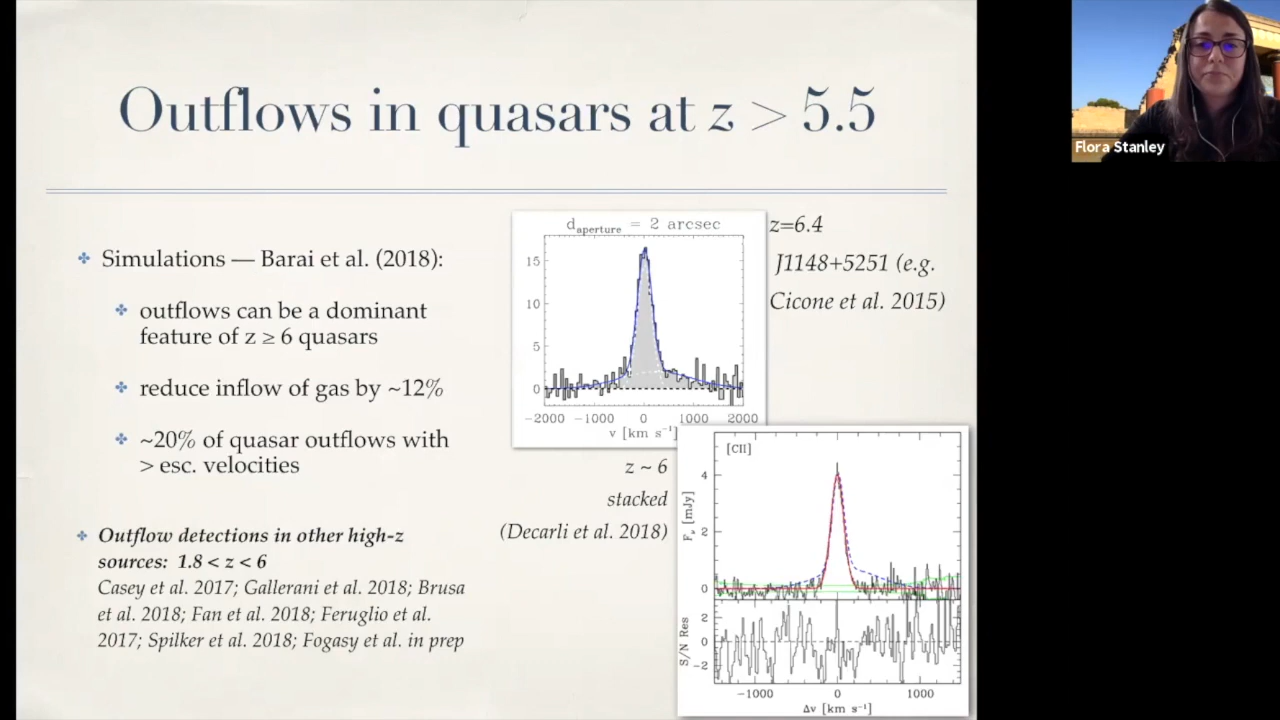 Outflows in quasars at z > 5.5
Simulations — Barai et al. (2018):
outflows can be a dominant
feature of z ≥ 6 quasars
reduce inflow of gas by ~12%
~20% of quasar outflows with
> esc. velocities
Outflow detections in other high-z
sources: 1.8 < z < 6
Casey et al. 2017; Gallerani et al. 2018; Brusa
et al. 2018; Fan et al. 2018; Feruglio et al.
2017; Spilker et al. 2018; Fogasy et al. in prep
d_aperture = 2 arcsec
15
10
5
0
-2000 -1000 0 1000 2000
v [km s⁻¹]
z=6.4
J1148+5251 (e.g.
Cicone et al. 2015)
z ~ 6
stacked
(Decarli et al. 2018)
[CII]
F_ν [mJy]
4
2
0
S/N Res
2
0
−2
−1000 0 1000
Δv [km s⁻¹]
Flora Stanley